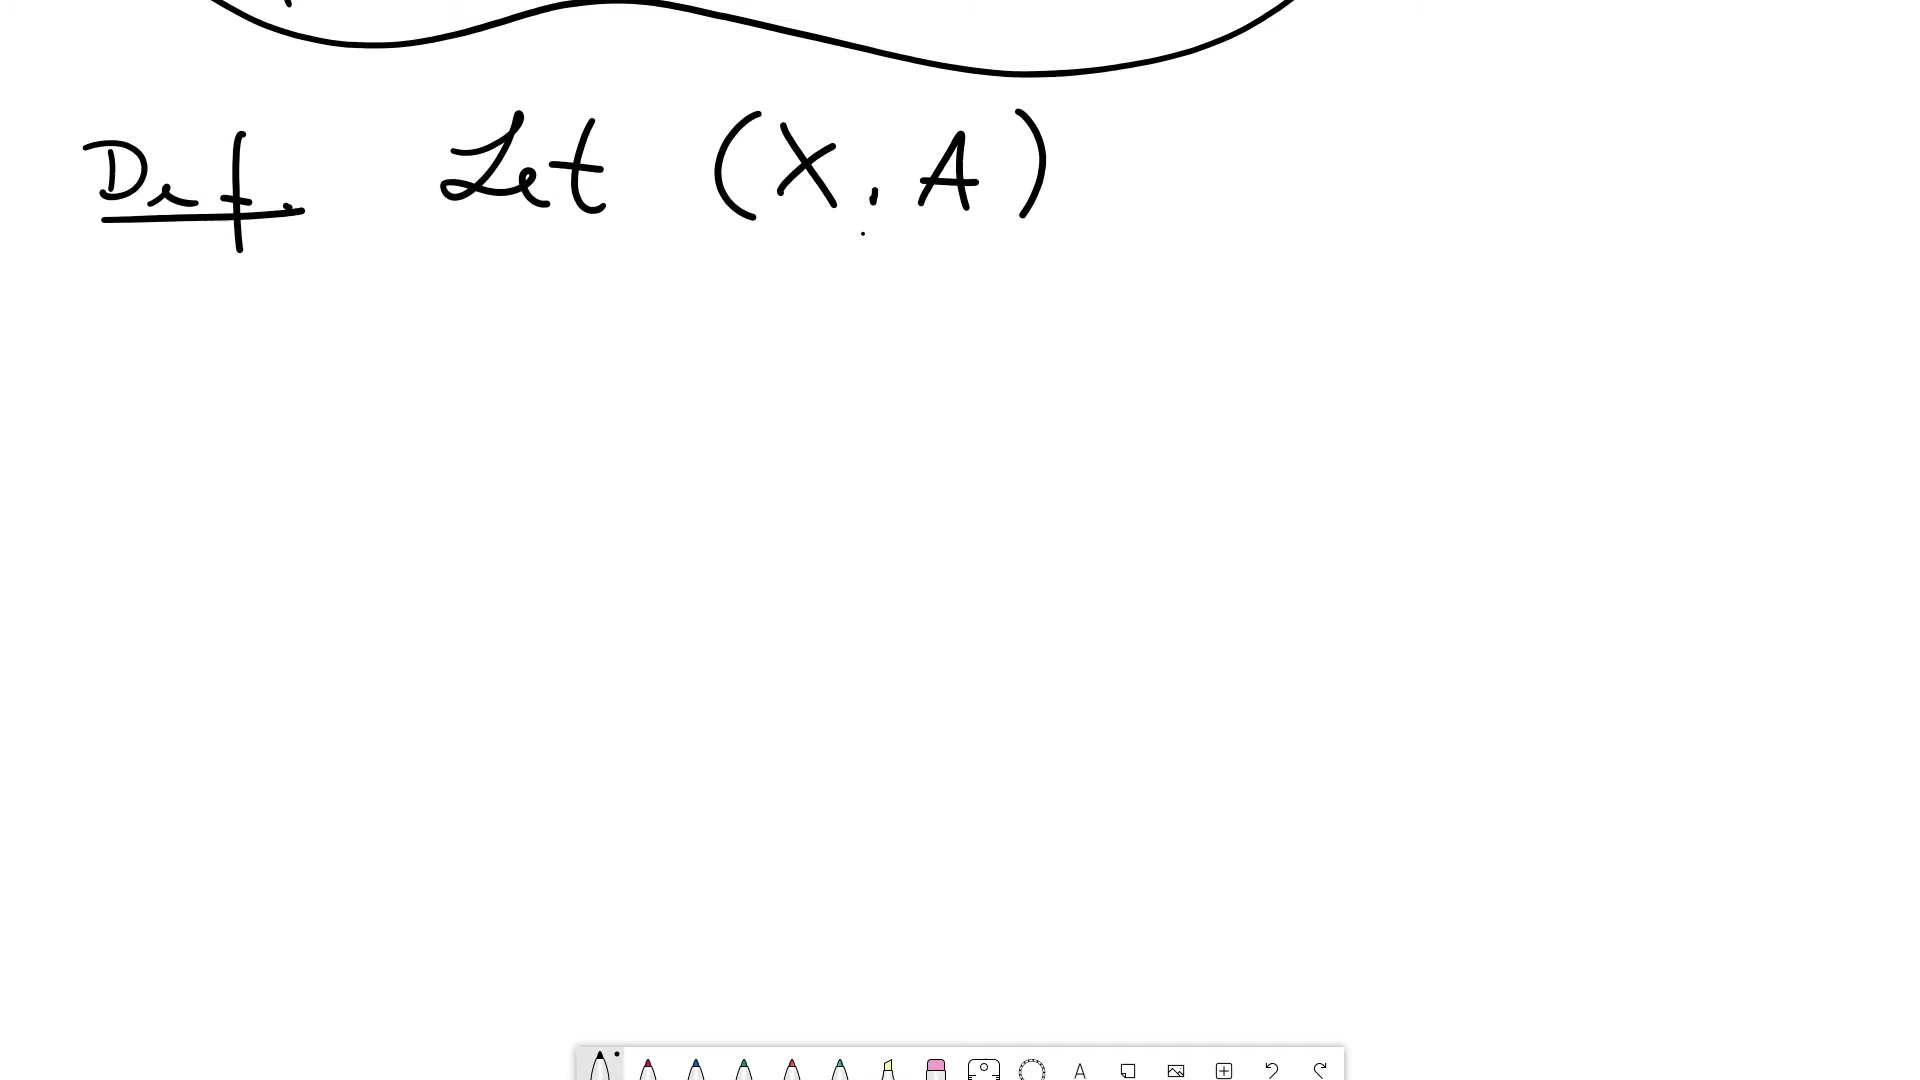 Def. Let (X, A)